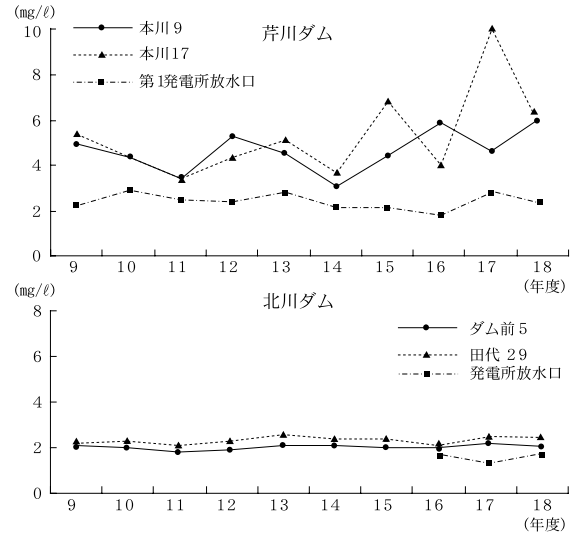 (mg/ℓ)
芹川ダム
本川 9
本川 17
第 1発電所放水口
10
8
6
4
2
0
9 10 11 12 13 14 15 16 17 18
(年度)
(mg/ℓ)
北川ダム
ダム前 5
田代 29
発電所放水口
8
6
4
2
0
9 10 11 12 13 14 15 16 17 18
(年度)